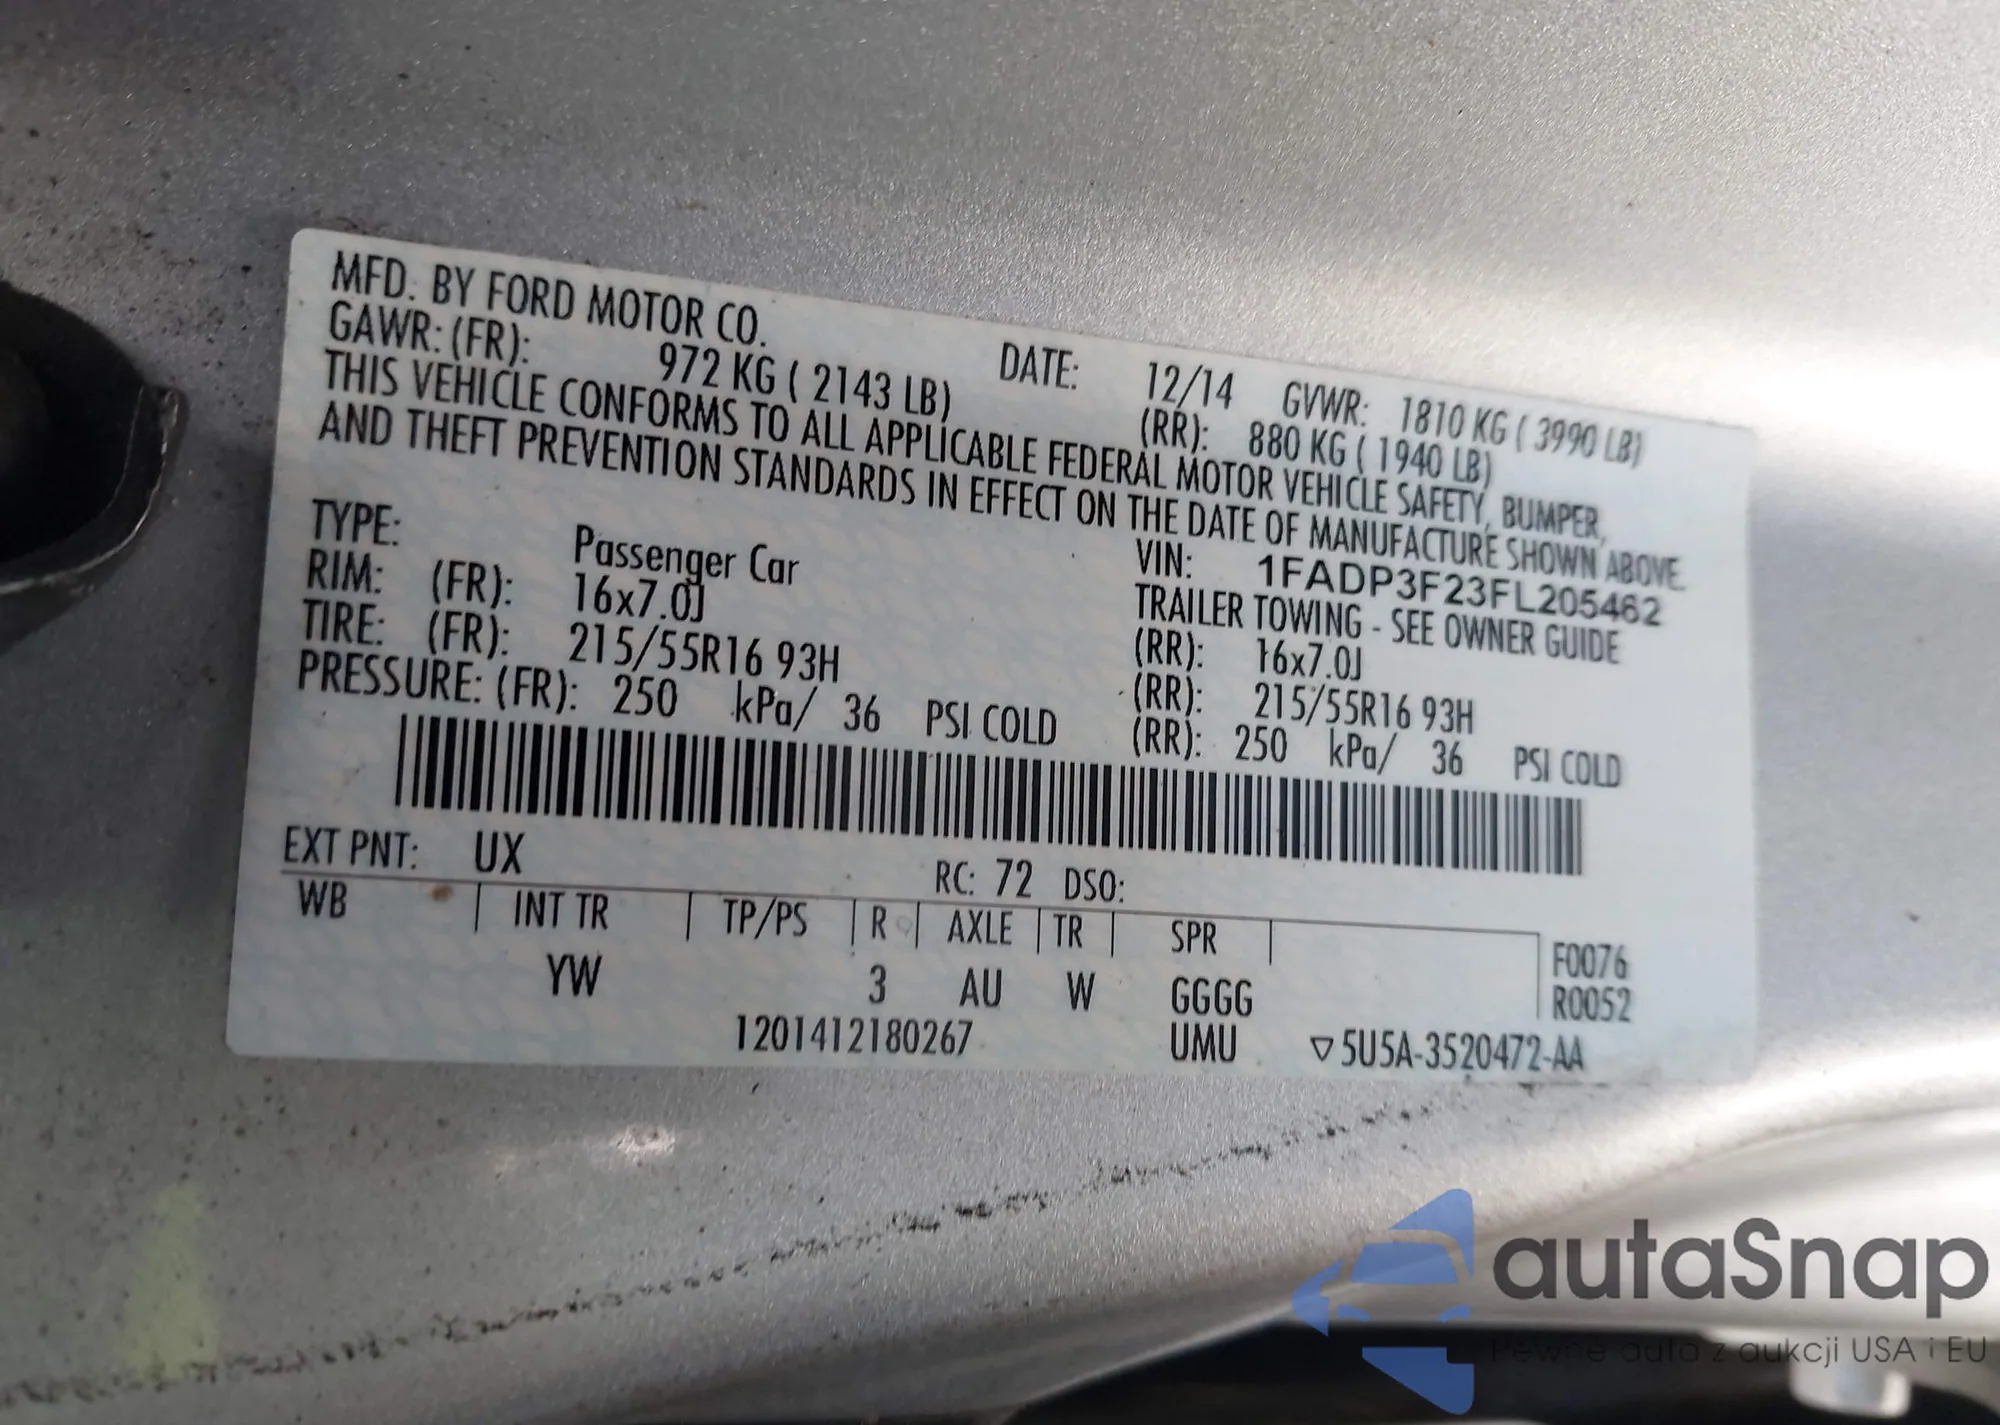 MFD. BY FORD MOTOR CO.
DATE: 12/14 GVWR: 1810 KG ( 3990 LB)
GAWR: (FR): 972 KG ( 2143 LB) (RR): 880 KG ( 1940 LB)
THIS VEHICLE CONFORMS TO ALL APPLICABLE FEDERAL MOTOR VEHICLE SAFETY, BUMPER,
AND THEFT PREVENTION STANDARDS IN EFFECT ON THE DATE OF MANUFACTURE SHOWN ABOVE.
VIN: 1FADP3F23FL205462
TYPE: Passenger Car TRAILER TOWING - SEE OWNER GUIDE
RIM: (FR): 16x7.0J (RR): 16x7.0J
TIRE: (FR): 215/55R16 93H (RR): 215/55R16 93H
PRESSURE: (FR): 250 kPa/ 36 PSI COLD (RR): 250 kPa/ 36 PSI COLD
EXT PNT: UX RC: 72 DSO:
WB INT TR TP/PS R AXLE TR SPR F0076
YW 3 AU W GGGG R0052
1201412180267 UMU ▽5U5A-3520472-AA
autaSnap
Pewne auta z aukcji USA i EU